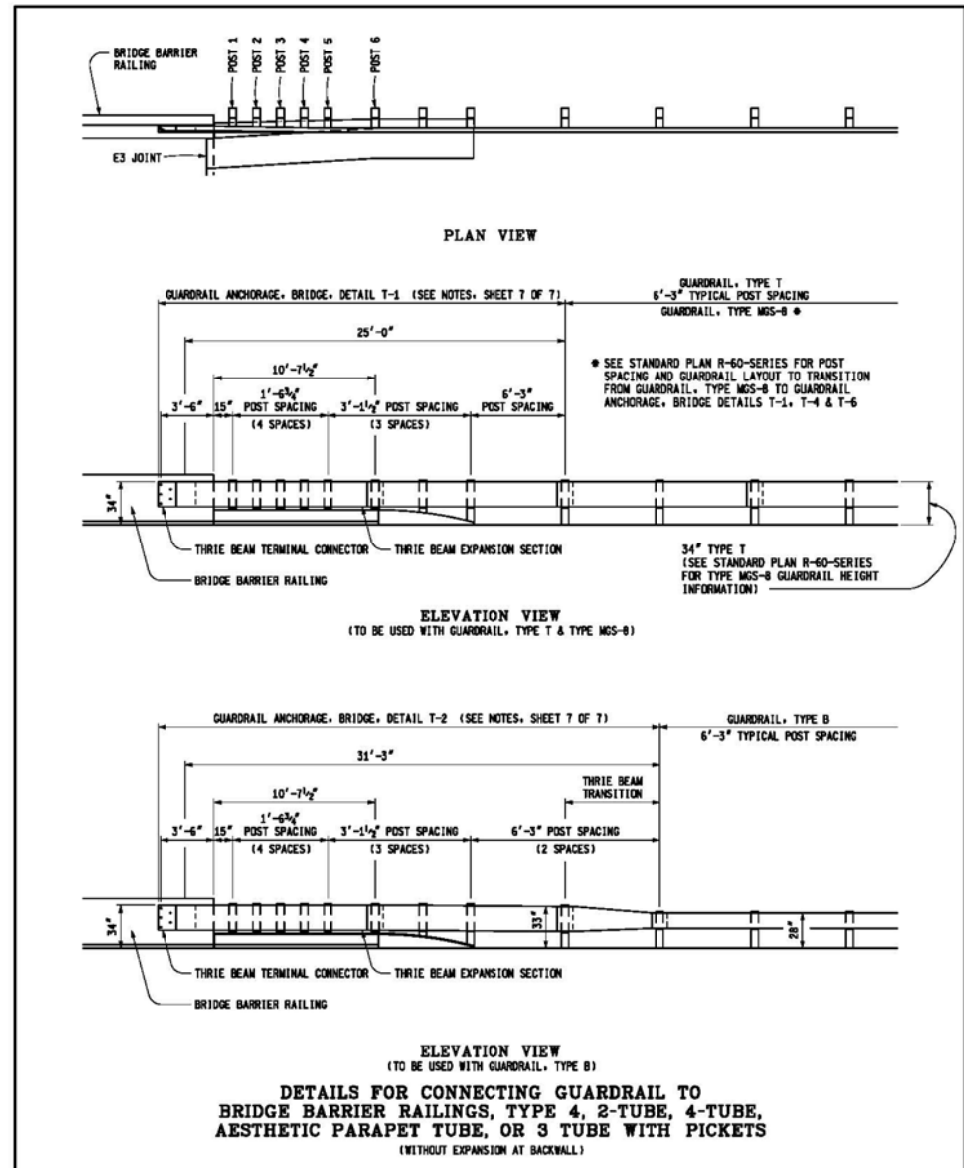 BRIDGE BARRIER
RAILING
POST 1
POST 2
POST 3
POST 4
POST 5
POST 6
E3 JOINT
PLAN VIEW
GUARDRAIL ANCHORAGE, BRIDGE, DETAIL T-1 (SEE NOTES, SHEET 7 OF 7)
GUARDRAIL, TYPE T
6'-3" TYPICAL POST SPACING
GUARDRAIL, TYPE MGS-8 *
25'-0"
10'-7½"
1'-6¾"
3'-6" 15" POST SPACING 3'-1½" POST SPACING
(4 SPACES) (3 SPACES)
6'-3"
POST SPACING
* SEE STANDARD PLAN R-60-SERIES FOR POST
SPACING AND GUARDRAIL LAYOUT TO TRANSITION
FROM GUARDRAIL, TYPE MGS-8 TO GUARDRAIL
ANCHORAGE, BRIDGE DETAILS T-1, T-4 & T-6
34"
THRIE BEAM TERMINAL CONNECTOR
THRIE BEAM EXPANSION SECTION
BRIDGE BARRIER RAILING
34" TYPE T
(SEE STANDARD PLAN R-60-SERIES
FOR TYPE MGS-8 GUARDRAIL HEIGHT
INFORMATION)
ELEVATION VIEW
(TO BE USED WITH GUARDRAIL, TYPE T & TYPE MGS-8)
GUARDRAIL ANCHORAGE, BRIDGE, DETAIL T-2 (SEE NOTES, SHEET 7 OF 7)
GUARDRAIL, TYPE B
6'-3" TYPICAL POST SPACING
31'-3"
THRIE BEAM
TRANSITION
10'-7½"
1'-6¾"
3'-6" 15" POST SPACING 3'-1½" POST SPACING 6'-3" POST SPACING
(4 SPACES) (3 SPACES) (2 SPACES)
34"
33"
28"
THRIE BEAM TERMINAL CONNECTOR
THRIE BEAM EXPANSION SECTION
BRIDGE BARRIER RAILING
ELEVATION VIEW
(TO BE USED WITH GUARDRAIL, TYPE B)
DETAILS FOR CONNECTING GUARDRAIL TO
BRIDGE BARRIER RAILINGS, TYPE 4, 2-TUBE, 4-TUBE,
AESTHETIC PARAPET TUBE, OR 3 TUBE WITH PICKETS
(WITHOUT EXPANSION AT BACKWALL)